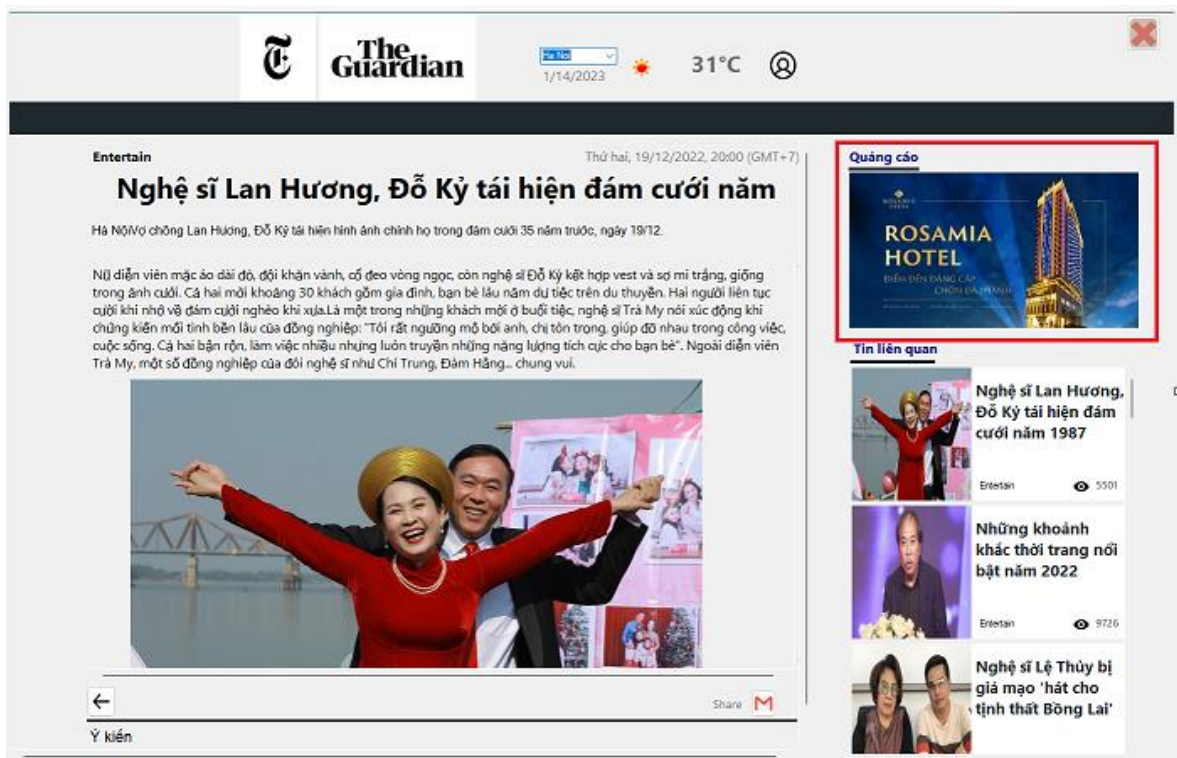 The
Guardian
Ha Noi
1/14/2023
31°C
Entertain
Thứ hai, 19/12/2022, 20:00 (GMT+7)
Nghệ sĩ Lan Hương, Đỗ Kỷ tái hiện đám cưới năm
Hà NộiVợ chồng Lan Hương, Đỗ Kỷ tái hiện hình ảnh chính họ trong đám cưới 35 năm trước, ngày 19/12.
Nữ diễn viên mặc áo dài đỏ, đội khăn vành, cổ đeo vòng ngọc, còn nghệ sĩ Đỗ Kỷ kết hợp vest và sơ mi trắng, giống
trong ảnh cưới. Cả hai mời khoảng 30 khách gồm gia đình, bạn bè lâu năm dự tiệc trên du thuyền. Hai người liên tục
cười khi nhớ về đám cưới nghèo khi xưa.Là một trong những khách mời ở buổi tiệc, nghệ sĩ Trà My nói xúc động khi
chứng kiến mối tình bền lâu của đồng nghiệp: "Tôi rất ngưỡng mộ bởi anh, chị tôn trọng, giúp đỡ nhau trong công việc,
cuộc sống. Cả hai bận rộn, làm việc nhiều nhưng luôn truyền những năng lượng tích cực cho bạn bè". Ngoài diễn viên
Trà My, một số đồng nghiệp của đôi nghệ sĩ như Chí Trung, Đàm Hằng... chung vui.
Share
Ý kiến
Quảng cáo
ROSAMIA
HOTEL
ĐIỂM ĐẾN ĐẲNG CẤP
Tin liên quan
Nghệ sĩ Lan Hương,
Đỗ Kỷ tái hiện đám
cưới năm 1987
Entertain 5501
Những khoảnh
khắc thời trang nổi
bật năm 2022
Entertain 9726
Nghệ sĩ Lệ Thủy bị
giả mạo 'hát cho
tịnh thất Bồng Lai'